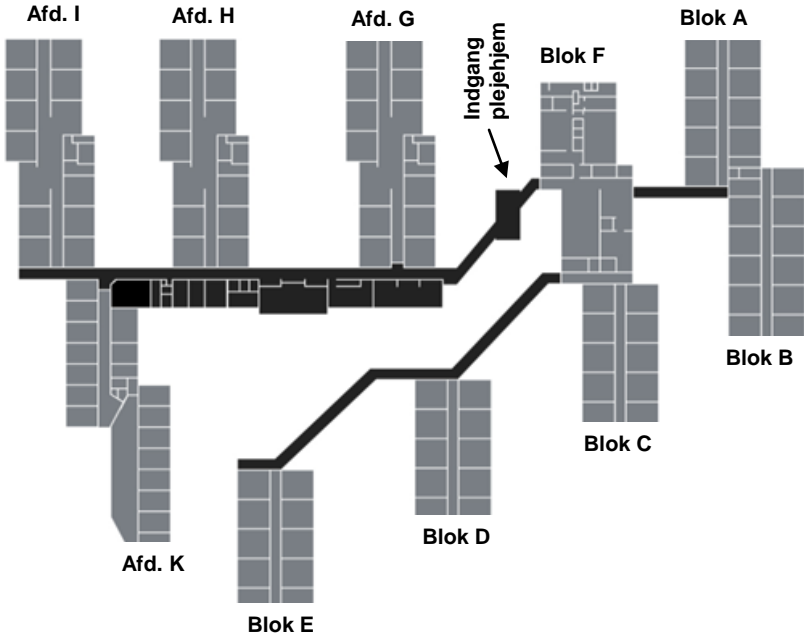 Afd. I
Afd. H
Afd. G
Indgang
plejehjem
Blok F
Blok A
Blok B
Blok C
Blok D
Afd. K
Blok E